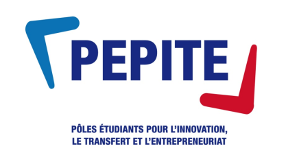 PEPITE
PÔLES ÉTUDIANTS POUR L'INNOVATION,
LE TRANSFERT ET L'ENTREPRENEURIAT